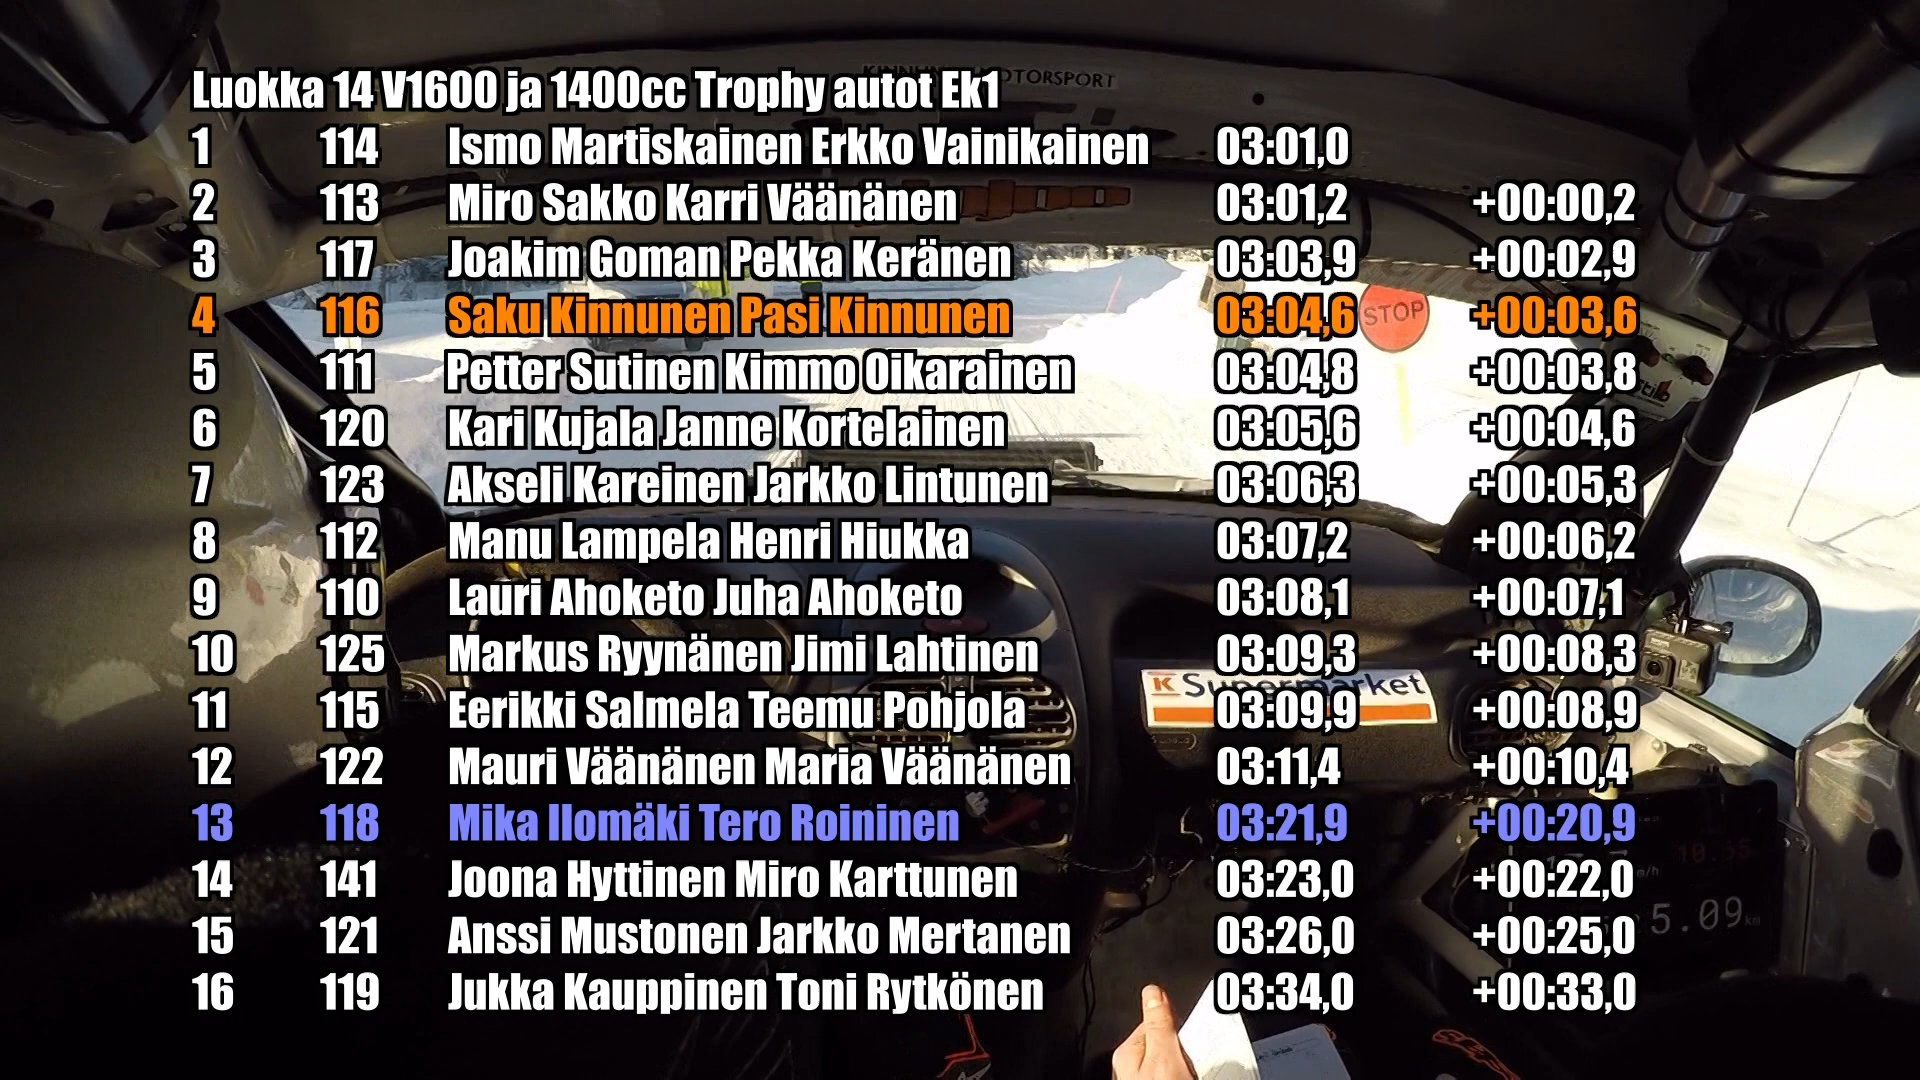 Luokka 14 V1600 ja 1400cc Trophy autot Ek1
MOTORSPORT
1 114 Ismo Martiskainen Erkko Vainikainen 03:01,0
2 113 Miro Sakko Karri Väänänen 03:01,2 +00:00,2
3 117 Joakim Goman Pekka Keränen 03:03,9 +00:02,9
4 116 Saku Kinnunen Pasi Kinnunen 03:04,6 +00:03,6
STOP
5 111 Petter Sutinen Kimmo Oikarainen 03:04,8 +00:03,8
6 120 Kari Kujala Janne Kortelainen 03:05,6 +00:04,6
7 123 Akseli Kareinen Jarkko Lintunen 03:06,3 +00:05,3
8 112 Manu Lampela Henri Hiukka 03:07,2 +00:06,2
9 110 Lauri Ahoketo Juha Ahoketo 03:08,1 +00:07,1
10 125 Markus Ryynänen Jimi Lahtinen 03:09,3 +00:08,3
K Supermarket
11 115 Eerikki Salmela Teemu Pohjola 03:09,9 +00:08,9
12 122 Mauri Väänänen Maria Väänänen 03:11,4 +00:10,4
13 118 Mika Ilomäki Tero Roininen 03:21,9 +00:20,9
14 141 Joona Hyttinen Miro Karttunen 03:23,0 +00:22,0
15 121 Anssi Mustonen Jarkko Mertanen 03:26,0 +00:25,0
5.09
16 119 Jukka Kauppinen Toni Rytkönen 03:34,0 +00:33,0